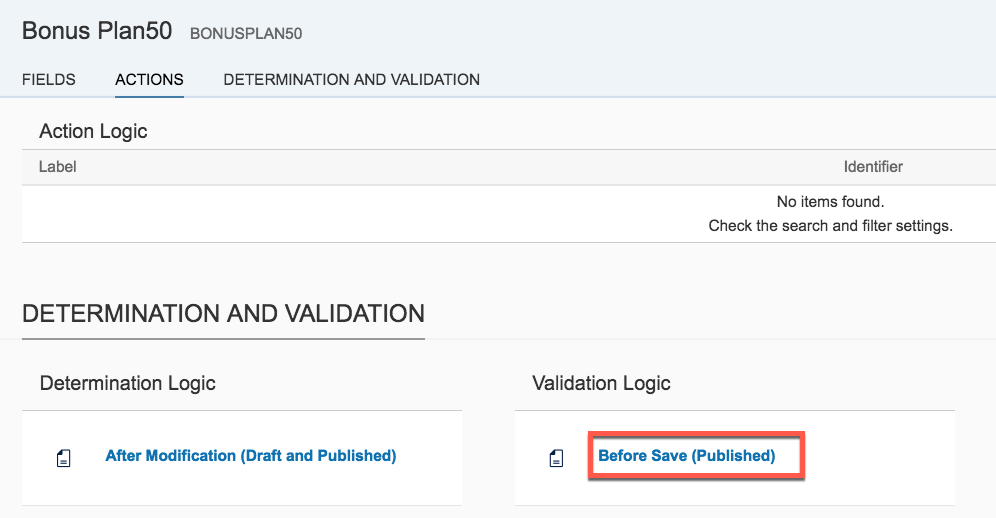 Bonus Plan50 BONUSPLAN50
FIELDS ACTIONS DETERMINATION AND VALIDATION
Action Logic
Label Identifier
No items found.
Check the search and filter settings.
DETERMINATION AND VALIDATION
Determination Logic Validation Logic
After Modification (Draft and Published) Before Save (Published)